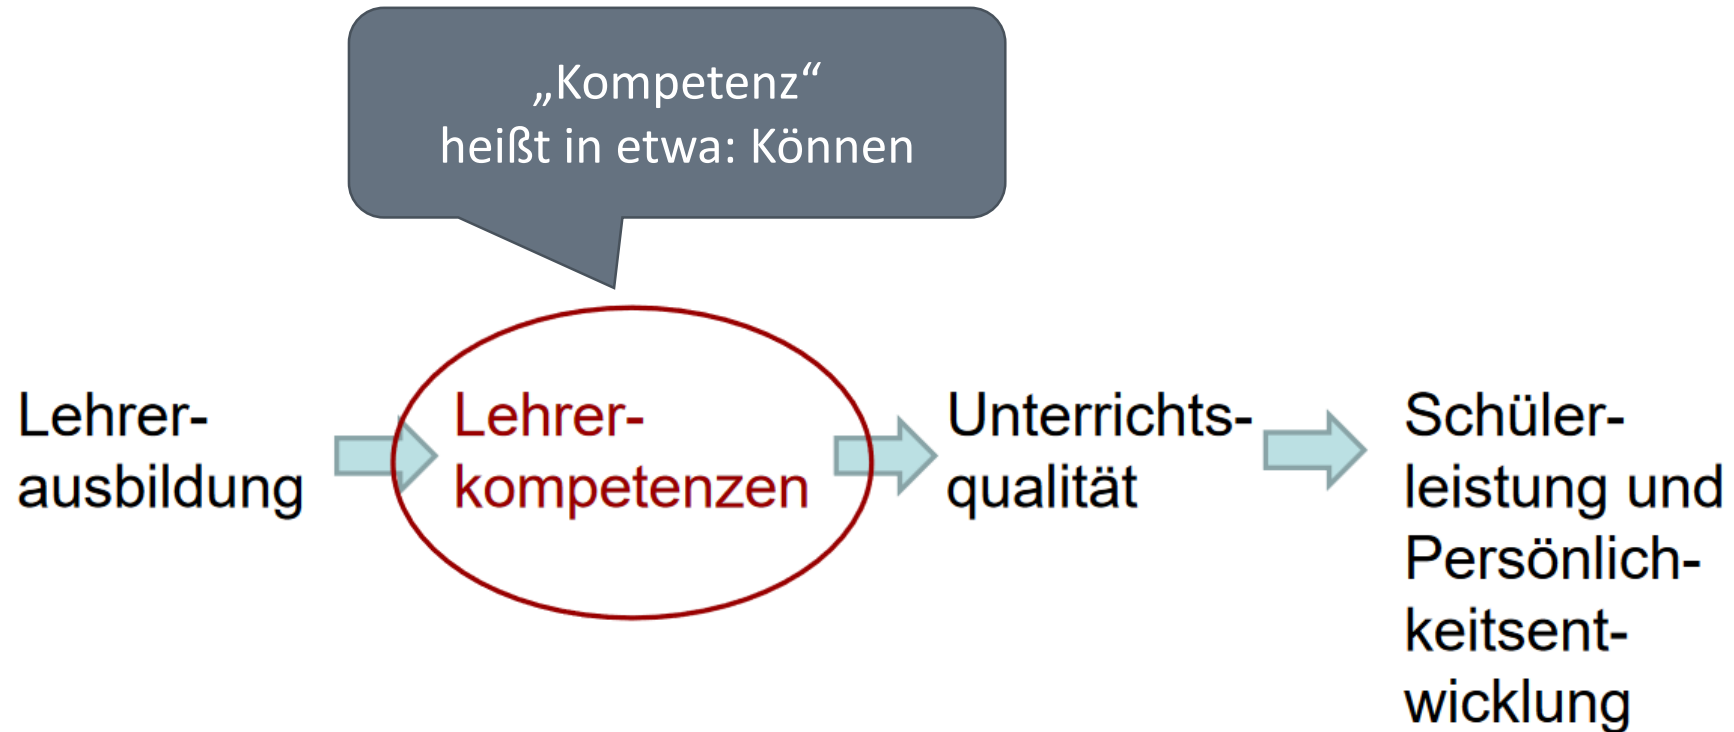 „Kompetenz“
heißt in etwa: Können
Lehrer-
ausbildung
Lehrer-
kompetenzen
Unterrichts-
qualität
Schüler-
leistung und
Persönlich-
keitsent-
wicklung